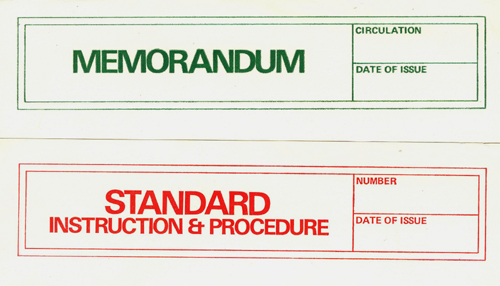 MEMORANDUM
CIRCULATION
DATE OF ISSUE
STANDARD
INSTRUCTION & PROCEDURE
NUMBER
DATE OF ISSUE